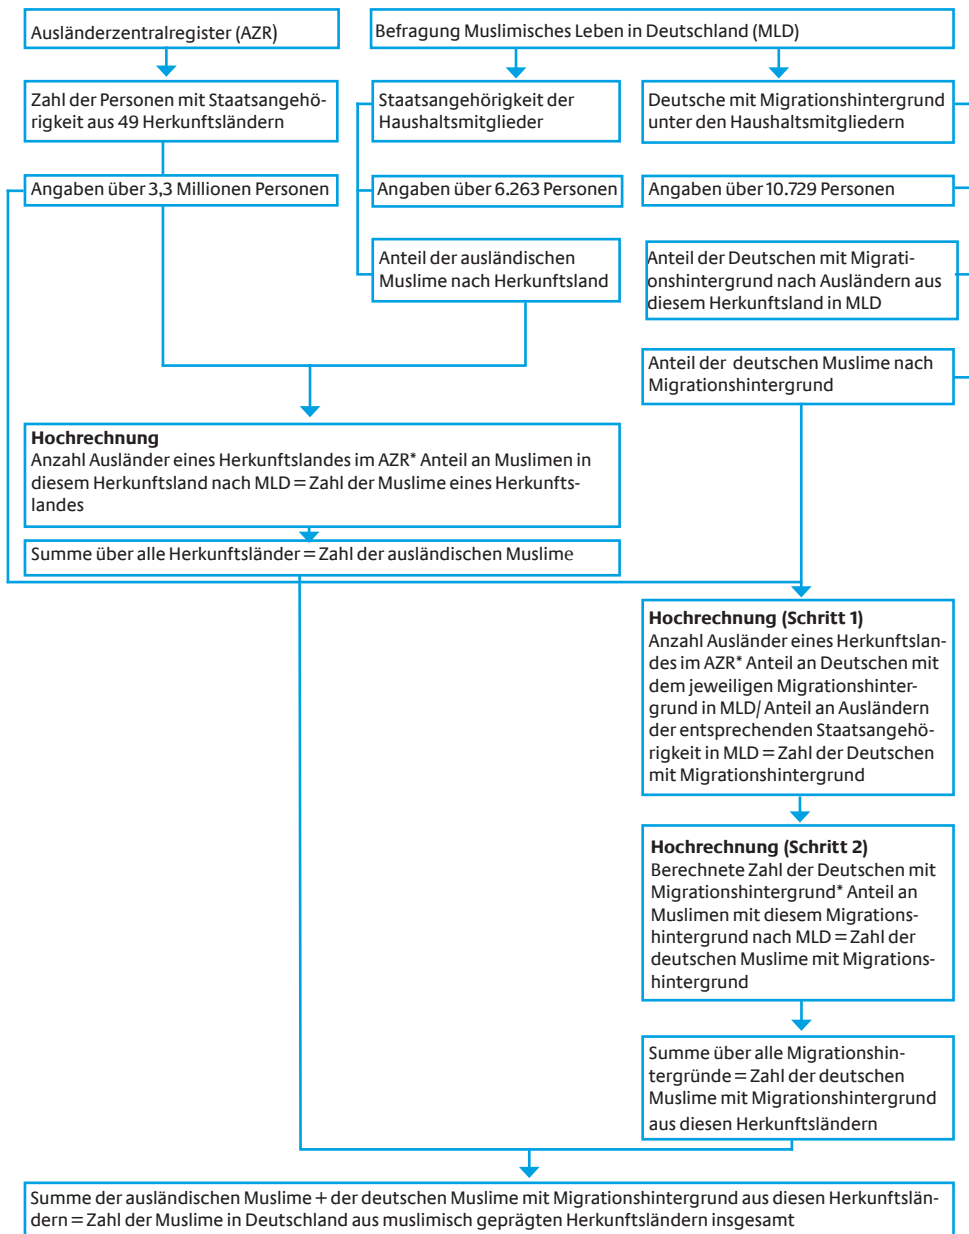 Ausländerzentralregister (AZR)
Befragung Muslimisches Leben in Deutschland (MLD)
Zahl der Personen mit Staatsangehö-
rigkeit aus 49 Herkunftsländern
Staatsangehörigkeit der
Haushaltsmitglieder
Deutsche mit Migrationshintergrund
unter den Haushaltsmitgliedern
Angaben über 3,3 Millionen Personen
Angaben über 6.263 Personen
Angaben über 10.729 Personen
Anteil der ausländischen
Muslime nach Herkunftsland
Anteil der Deutschen mit Migrati-
onshintergrund nach Ausländern aus
diesem Herkunftsland in MLD
Anteil der deutschen Muslime nach
Migrationshintergrund
Hochrechnung
Anzahl Ausländer eines Herkunftslandes im AZR* Anteil an Muslimen in
diesem Herkunftsland nach MLD = Zahl der Muslime eines Herkunfts-
landes
Summe über alle Herkunftsländer = Zahl der ausländischen Muslime
Hochrechnung (Schritt 1)
Anzahl Ausländer eines Herkunftslan-
des im AZR* Anteil an Deutschen mit
dem jeweiligen Migrationshinter-
grund in MLD/ Anteil an Ausländern
der entsprechenden Staatsangehö-
rigkeit in MLD = Zahl der Deutschen
mit Migrationshintergrund
Hochrechnung (Schritt 2)
Berechnete Zahl der Deutschen mit
Migrationshintergrund* Anteil an
Muslimen mit diesem Migrations-
hintergrund nach MLD = Zahl der
deutschen Muslime mit Migrations-
hintergrund
Summe über alle Migrationshin-
tergründe = Zahl der deutschen
Muslime mit Migrationshintergrund
aus diesen Herkunftsländern
Summe der ausländischen Muslime + der deutschen Muslime mit Migrationshintergrund aus diesen Herkunftslän-
dern = Zahl der Muslime in Deutschland aus muslimisch geprägten Herkunftsländern insgesamt